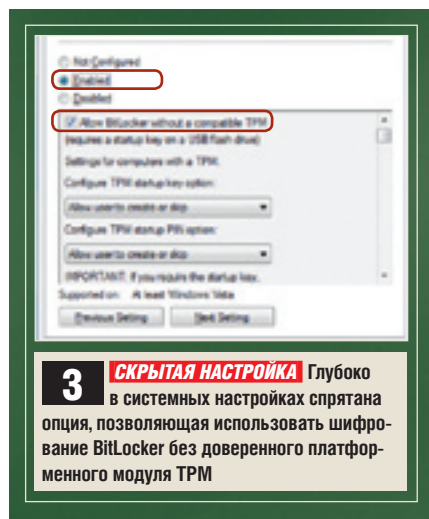 Not Configured
Enabled
Disabled
Allow BitLocker without a compatible TPM
(requires a startup key on a USB flash drive)
Settings for computers with a TPM:
Configure TPM startup key option:
Allow user to create or skip
Configure TPM startup PIN option:
Allow user to create or skip
IMPORTANT: If you require the startup key,
Supported on: At least Windows Vista
Previous Setting Next Setting
3 СКРЫТАЯ НАСТРОЙКА Глубоко
в системных настройках спрятана
опция, позволяющая использовать шифро-
вание BitLocker без доверенного платфор-
менного модуля TPM